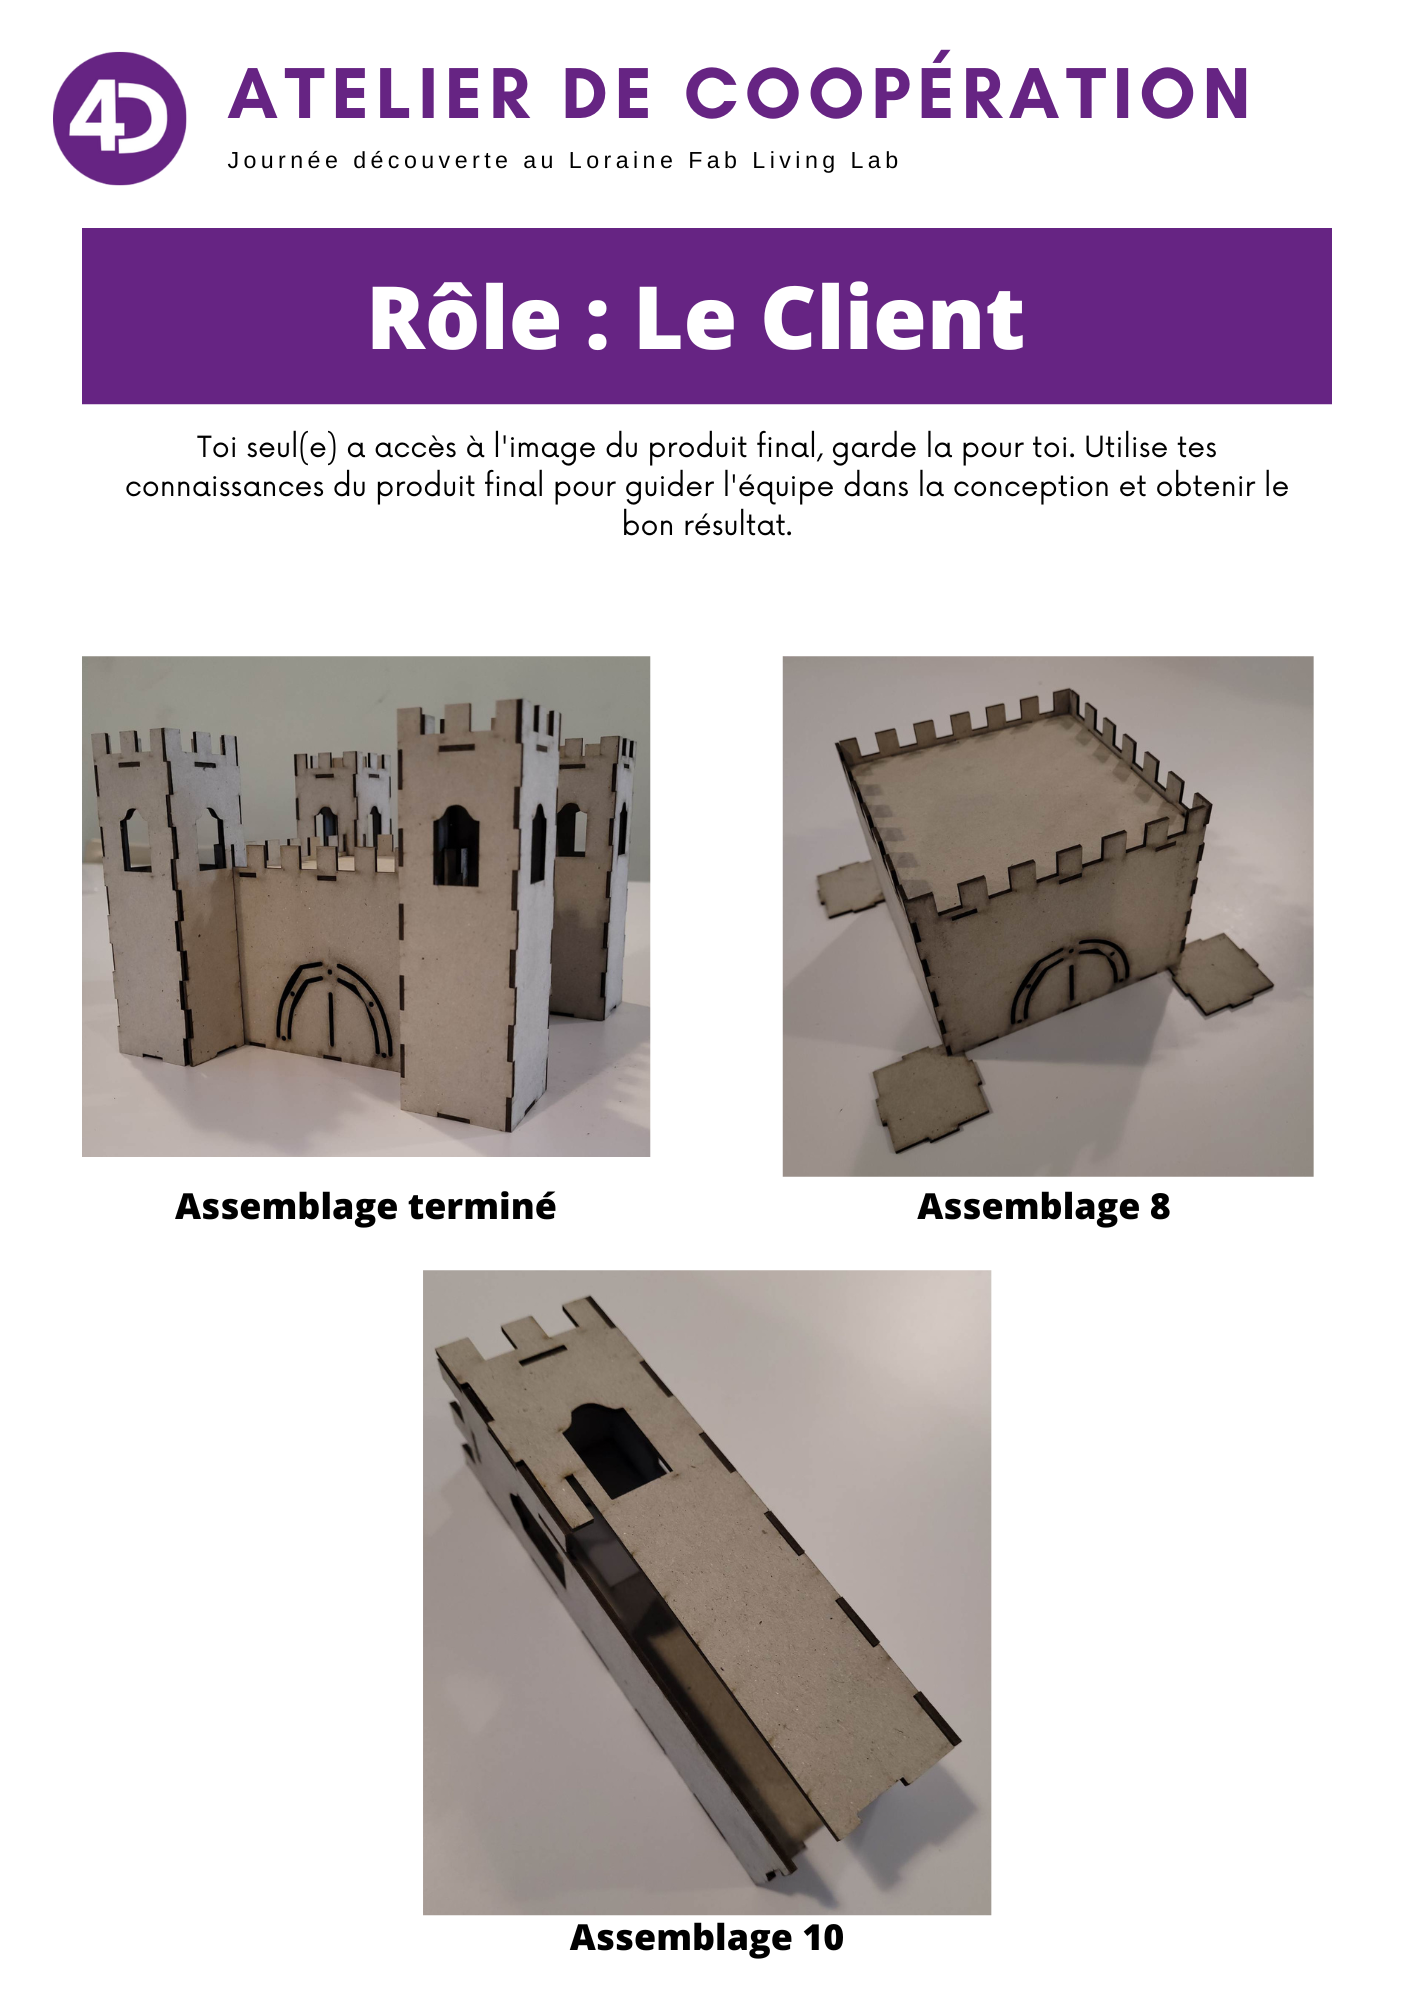 4D
ATELIER DE COOPÉRATION
Journée découverte au Loraine Fab Living Lab
Rôle : Le Client
Toi seul(e) a accès à l'image du produit final, garde la pour toi. Utilise tes
connaissances du produit final pour guider l'équipe dans la conception et obtenir le
bon résultat.
Assemblage terminé
Assemblage 8
Assemblage 10